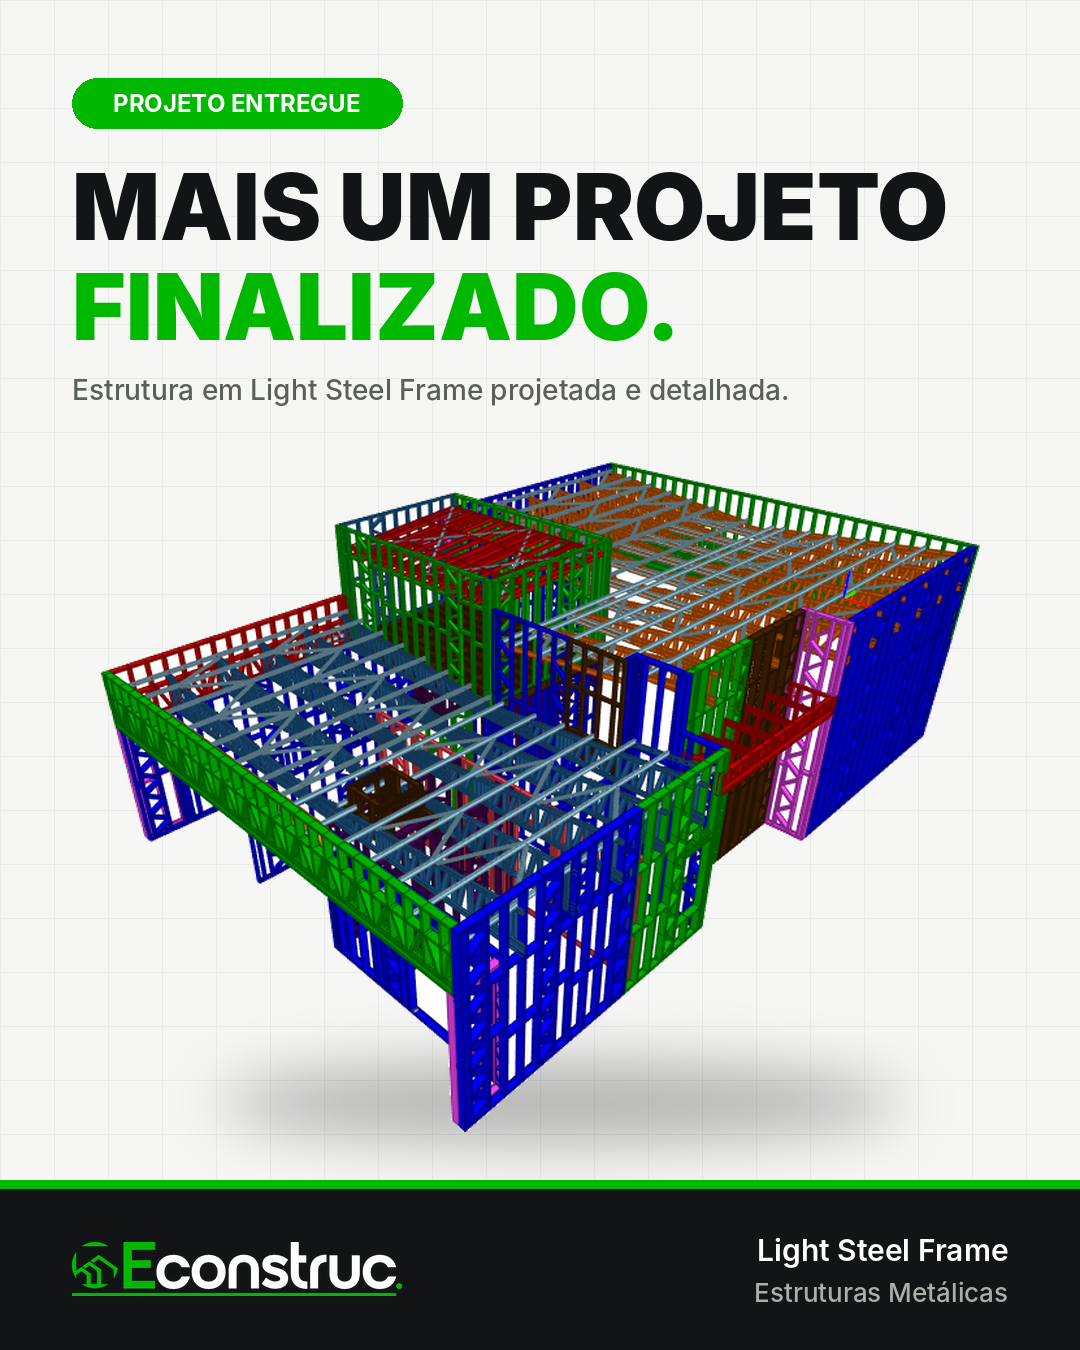 PROJETO ENTREGUE
MAIS UM PROJETO
FINALIZADO.
Estrutura em Light Steel Frame projetada e detalhada.
Econstruc.
Light Steel Frame
Estruturas Metálicas